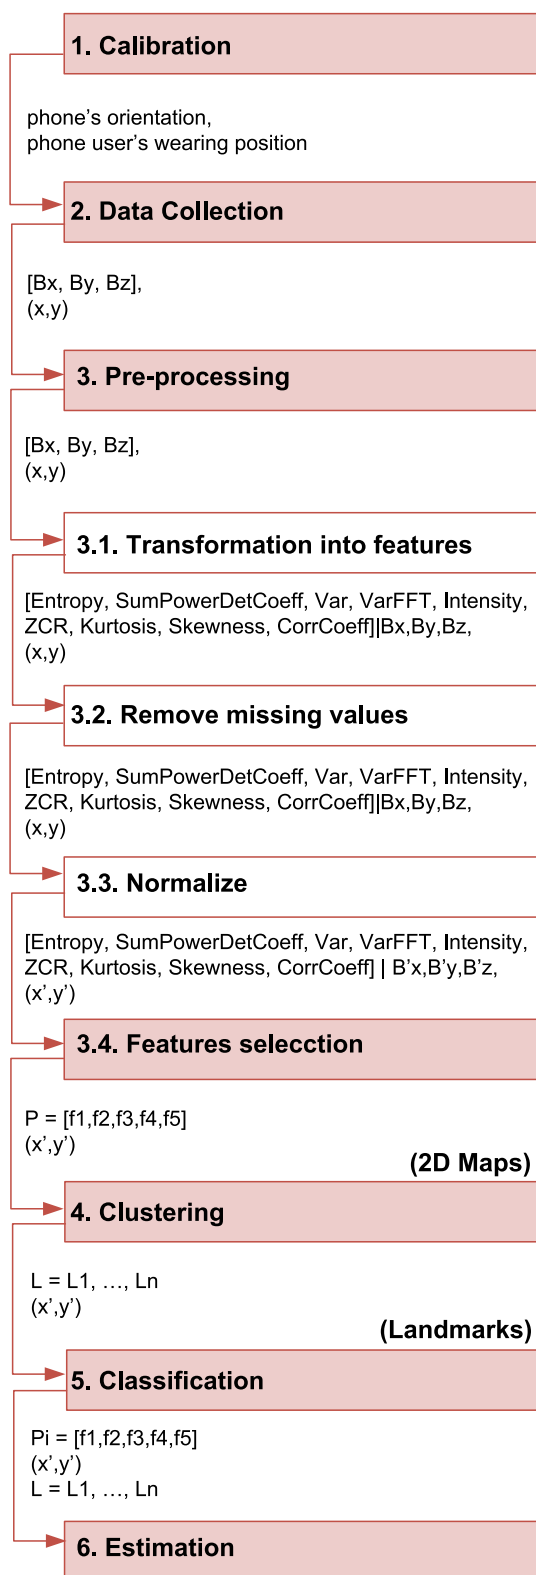 1. Calibration
phone's orientation,
phone user's wearing position
2. Data Collection
[Bx, By, Bz],
(x,y)
3. Pre-processing
[Bx, By, Bz],
(x,y)
3.1. Transformation into features
[Entropy, SumPowerDetCoeff, Var, VarFFT, Intensity,
ZCR, Kurtosis, Skewness, CorrCoeff]|Bx,By,Bz,
(x,y)
3.2. Remove missing values
[Entropy, SumPowerDetCoeff, Var, VarFFT, Intensity,
ZCR, Kurtosis, Skewness, CorrCoeff]|Bx,By,Bz,
(x,y)
3.3. Normalize
[Entropy, SumPowerDetCoeff, Var, VarFFT, Intensity,
ZCR, Kurtosis, Skewness, CorrCoeff] | B'x,B'y,B'z,
(x',y')
3.4. Features selecction
P = [f1,f2,f3,f4,f5]
(x',y')
(2D Maps)
4. Clustering
L = L1, …, Ln
(x',y')
(Landmarks)
5. Classification
Pi = [f1,f2,f3,f4,f5]
(x',y')
L = L1, …, Ln
6. Estimation